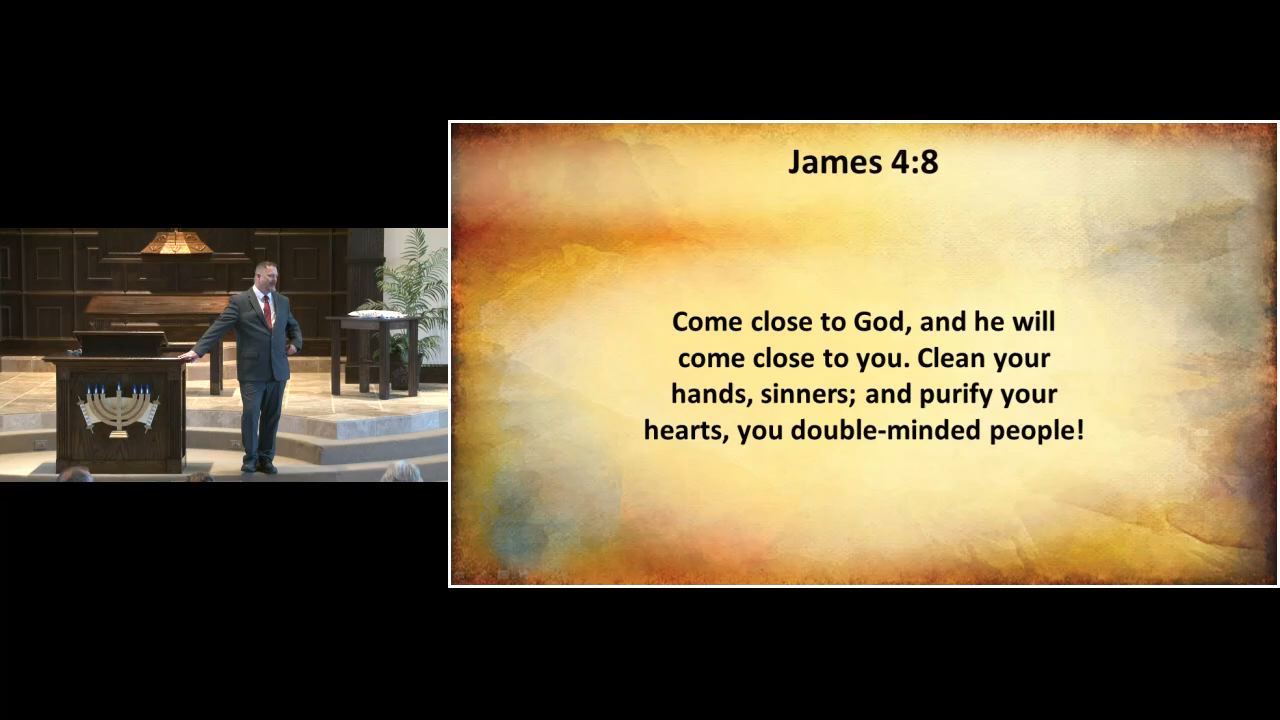 James 4:8
Come close to God, and he will
come close to you. Clean your
hands, sinners; and purify your
hearts, you double-minded people!